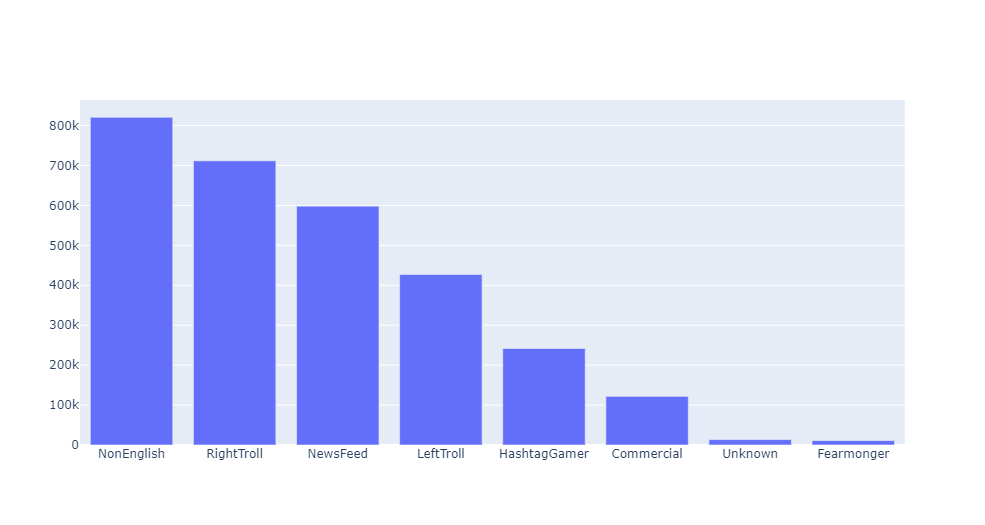 800k
700k
600k
500k
400k
300k
200k
100k
0
NonEnglish RightTroll NewsFeed LeftTroll HashtagGamer Commercial Unknown Fearmonger